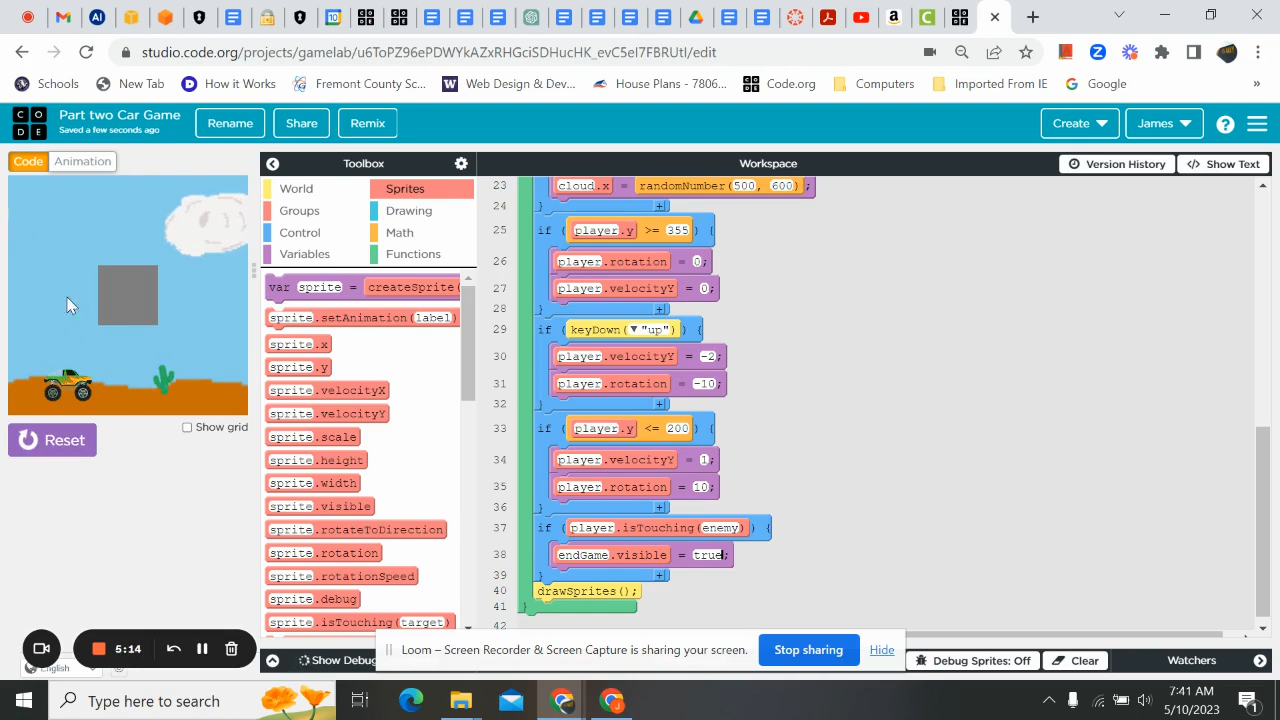 studio.code.org/projects/gamelab/u6ToPZ96ePDWYkAZxRHGciSDHucHK_evC5eI7FBRUtI/edit
Schools
New Tab
How it Works
Fremont County Sc...
Web Design & Dev...
House Plans - 7806...
Code.org
Computers
Imported From IE
Google
»
C O
D E
Part two Car Game
Saved a few seconds ago
Rename
Share
Remix
Create
James
Code
Animation
Toolbox
Workspace
Version History
</> Show Text
World
Sprites
Groups
Drawing
Control
Math
Variables
Functions
var sprite = createSprite(
sprite.setAnimation(label)
sprite.x
sprite.y
sprite.velocityX
sprite.velocityY
sprite.scale
sprite.height
sprite.width
sprite.visible
sprite.rotateToDirection
sprite.rotation
sprite.rotationSpeed
sprite.debug
sprite.isTouching(target)
23 cloud.x = randomNumber(500, 600);
24 }
25 if (player.y >= 355) {
26 player.rotation = 0;
27 player.velocityY = 0;
28 }
29 if (keyDown("up")) {
30 player.velocityY = -2;
31 player.rotation = -10;
32 }
33 if (player.y <= 200) {
34 player.velocityY = 1;
35 player.rotation = 10;
36 }
37 if (player.isTouching(enemy)) {
38 endGame.visible = true;
39 }
40 drawSprites();
41 }
42
Reset
Show grid
5:14
English
Show Debu
Loom – Screen Recorder & Screen Capture is sharing your screen.
Stop sharing
Hide
Debug Sprites: Off
Clear
Watchers
Type here to search
7:41 AM
5/10/2023